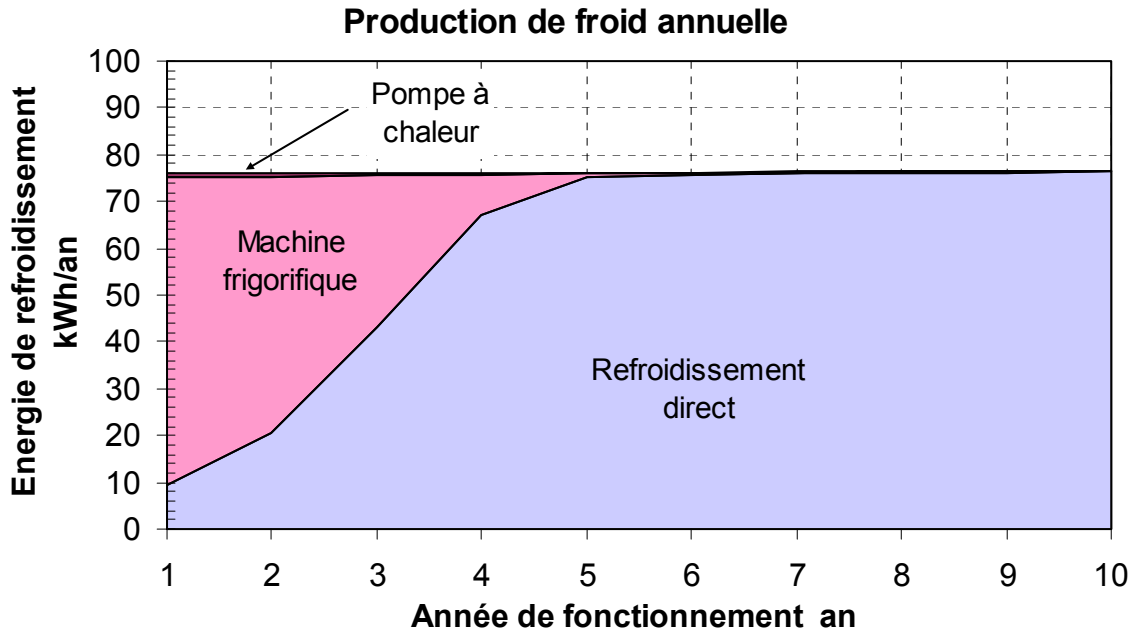 Production de froid annuelle
Energie de refroidissement
kWh/an
100
90
80
70
60
50
40
30
20
10
0
Pompe à
chaleur
Machine
frigorifique
Refroidissement
direct
1 2 3 4 5 6 7 8 9 10
Année de fonctionnement an